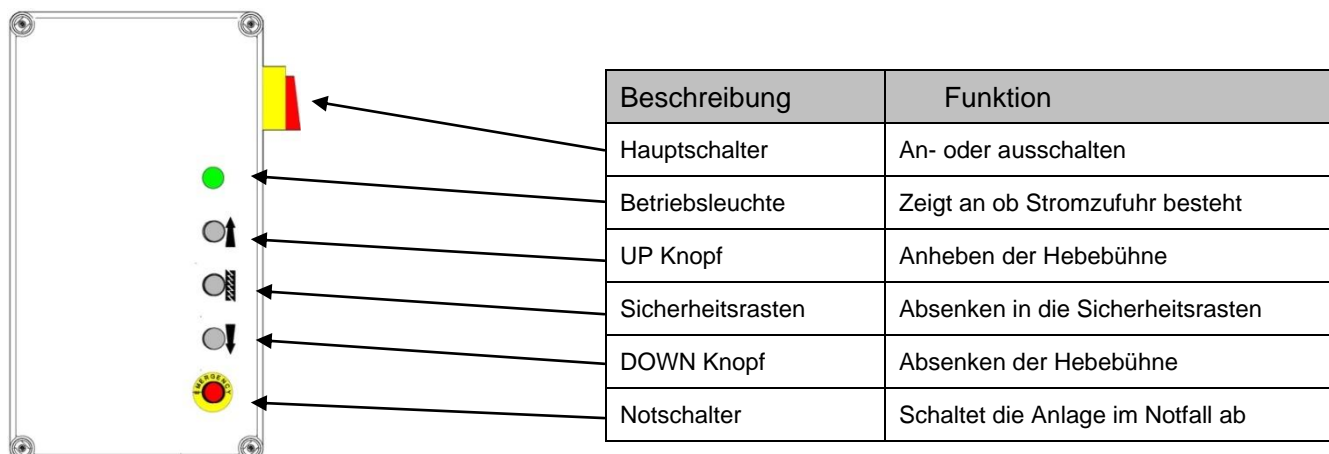 Beschreibung Funktion
Hauptschalter An- oder ausschalten
Betriebsleuchte Zeigt an ob Stromzufuhr besteht
UP Knopf Anheben der Hebebühne
Sicherheitsrasten Absenken in die Sicherheitsrasten
DOWN Knopf Absenken der Hebebühne
EMERGENCY
Notschalter Schaltet die Anlage im Notfall ab